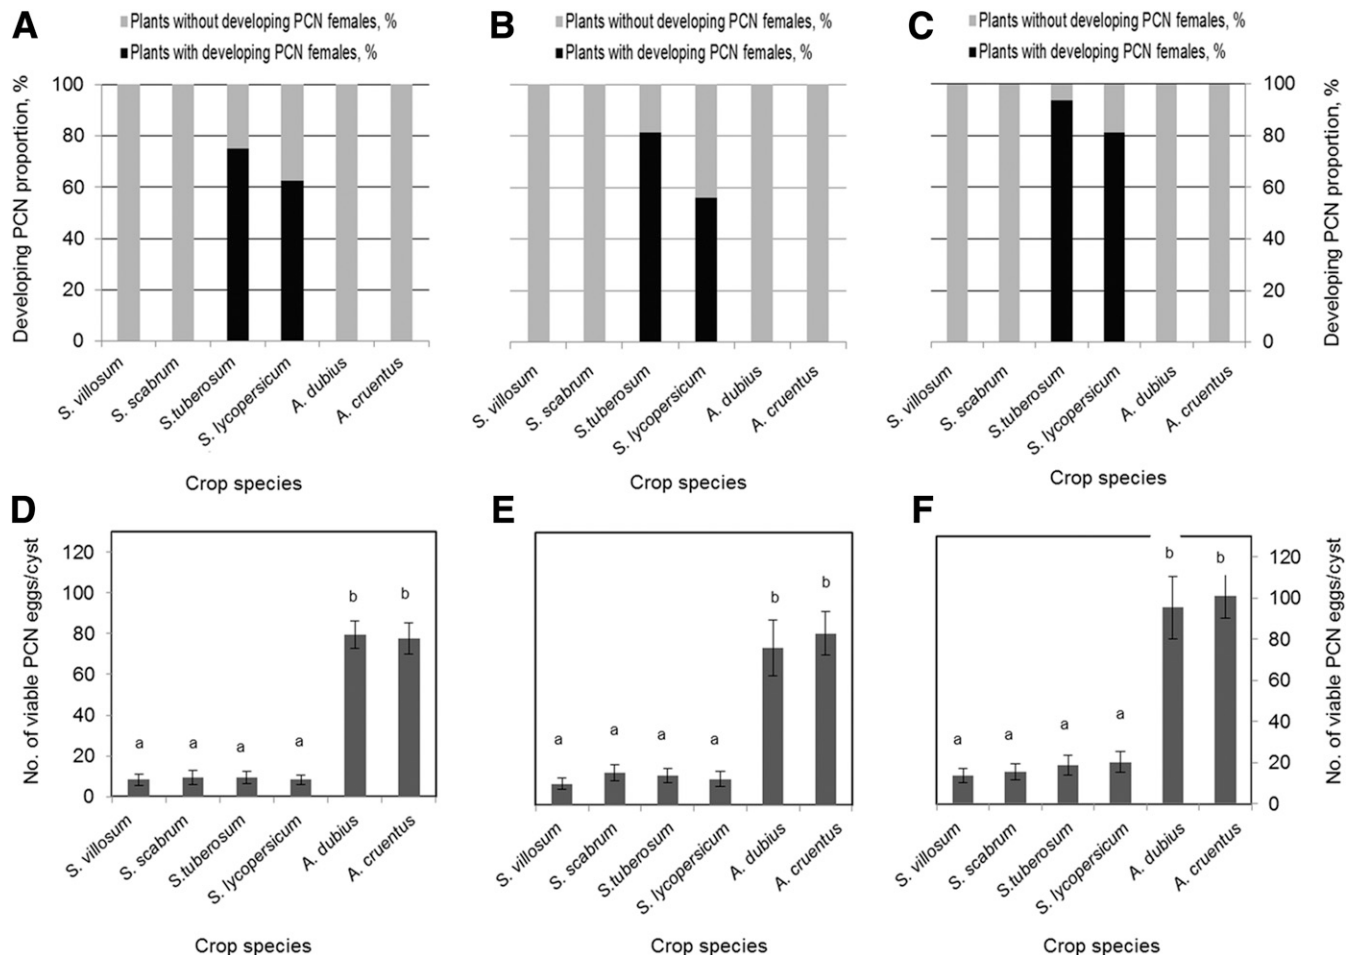 A
Plants without developing PCN females, %
Plants with developing PCN females, %
Developing PCN proportion, %
100
80
60
40
20
0
S. villosum
S. scabrum
S.tuberosum
S. lycopersicum
A. dubius
A. cruentus
Crop species
B
Plants without developing PCN females, %
Plants with developing PCN females, %
S. villosum
S. scabrum
S.tuberosum
S. lycopersicum
A. dubius
A. cruentus
Crop species
C
Plants without developing PCN females, %
Plants with developing PCN females, %
100
80
60
40
20
0
Developing PCN proportion, %
S. villosum
S. scabrum
S.tuberosum
S. lycopersicum
A. dubius
A. cruentus
Crop species
D
No. of viable PCN eggs/cyst
120
100
80
60
40
20
0
a
a
a
a
b
b
S. villosum
S. scabrum
S.tuberosum
S. lycopersicum
A. dubius
A. cruentus
Crop species
E
a
a
a
a
b
b
S. villosum
S. scabrum
S.tuberosum
S. lycopersicum
A. dubius
A. cruentus
Crop species
F
a
a
a
a
b
b
120
100
80
60
40
20
0
No. of viable PCN eggs/cyst
S. villosum
S. scabrum
S.tuberosum
S. lycopersicum
A. dubius
A. cruentus
Crop species